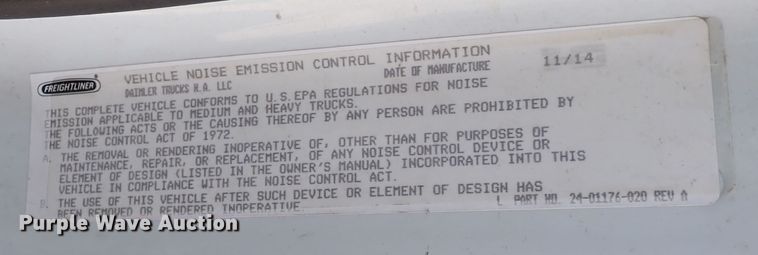 FREIGHTLINER
VEHICLE NOISE EMISSION CONTROL INFORMATION
DAIMLER TRUCKS N.A. LLC
DATE OF MANUFACTURE
11/14
THIS COMPLETE VEHICLE CONFORMS TO U.S.EPA REGULATIONS FOR NOISE
EMISSION APPLICABLE TO MEDIUM AND HEAVY TRUCKS.
THE FOLLOWING ACTS OR THE CAUSING THEREOF BY ANY PERSON ARE PROHIBITED BY
THE NOISE CONTROL ACT OF 1972.
A. THE REMOVAL OR RENDERING INOPERATIVE OF, OTHER THAN FOR PURPOSES OF
MAINTENANCE, REPAIR, OR REPLACEMENT, OF ANY NOISE CONTROL DEVICE OR
ELEMENT OF DESIGN (LISTED IN THE OWNER'S MANUAL) INCORPORATED INTO THIS
VEHICLE IN COMPLIANCE WITH THE NOISE CONTROL ACT.
B. THE USE OF THIS VEHICLE AFTER SUCH DEVICE OR ELEMENT OF DESIGN HAS
BEEN REMOVED OR RENDERED INOPERATIVE
L PART NO. 24-01176-020 REV A
Purple Wave Auction